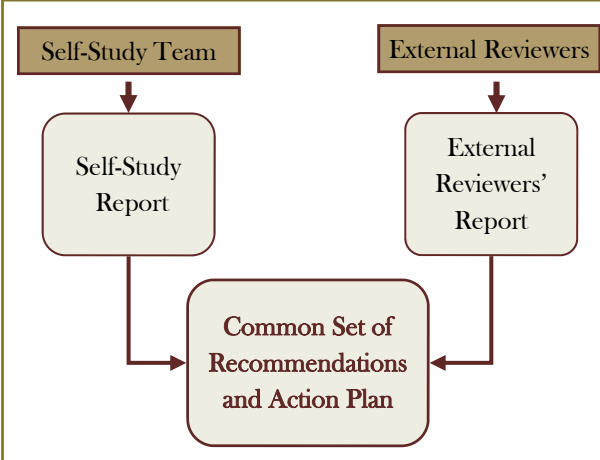 Self-Study Team
External Reviewers
Self-Study
Report
External
Reviewers’
Report
Common Set of
Recommendations
and Action Plan